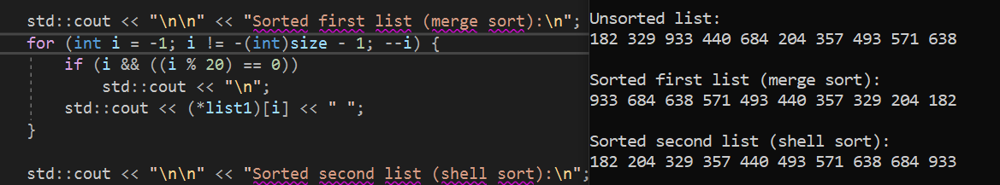 std::cout << "\n\n" << "Sorted first list (merge sort):\n";
for (int i = -1; i != -(int)size - 1; --i) {
    if (i && ((i % 20) == 0))
        std::cout << "\n";
    std::cout << (*list1)[i] << " ";
}
std::cout << "\n\n" << "Sorted second list (shell sort):\n";
Unsorted list:
182 329 933 440 684 204 357 493 571 638
Sorted first list (merge sort):
933 684 638 571 493 440 357 329 204 182
Sorted second list (shell sort):
182 204 329 357 440 493 571 638 684 933